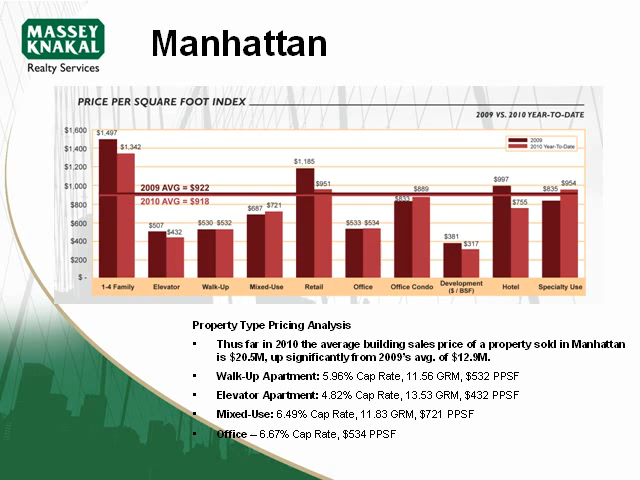 MASSEY
KNAKAL
Realty Services
Manhattan
PRICE PER SQUARE FOOT INDEX
2009 VS. 2010 YEAR-TO-DATE
2009
2010 Year-To-Date
$1,600
$1,400
$1,200
$1,000
$800
$600
$400
$200
$ -
2009 AVG = $922
2010 AVG = $918
$1,497
$1,342
$507
$432
$530
$532
$687
$721
$1,185
$951
$533
$534
$833
$889
$381
$317
$997
$755
$835
$954
1-4 Family
Elevator
Walk-Up
Mixed-Use
Retail
Office
Office Condo
Development
($ / BSF)
Hotel
Specialty Use
Property Type Pricing Analysis
• Thus far in 2010 the average building sales price of a property sold in Manhattan
is $20.5M, up significantly from 2009's avg. of $12.9M.
• Walk-Up Apartment: 5.96% Cap Rate, 11.56 GRM, $532 PPSF
• Elevator Apartment: 4.82% Cap Rate, 13.53 GRM, $432 PPSF
• Mixed-Use: 6.49% Cap Rate, 11.83 GRM, $721 PPSF
• Office – 6.67% Cap Rate, $534 PPSF